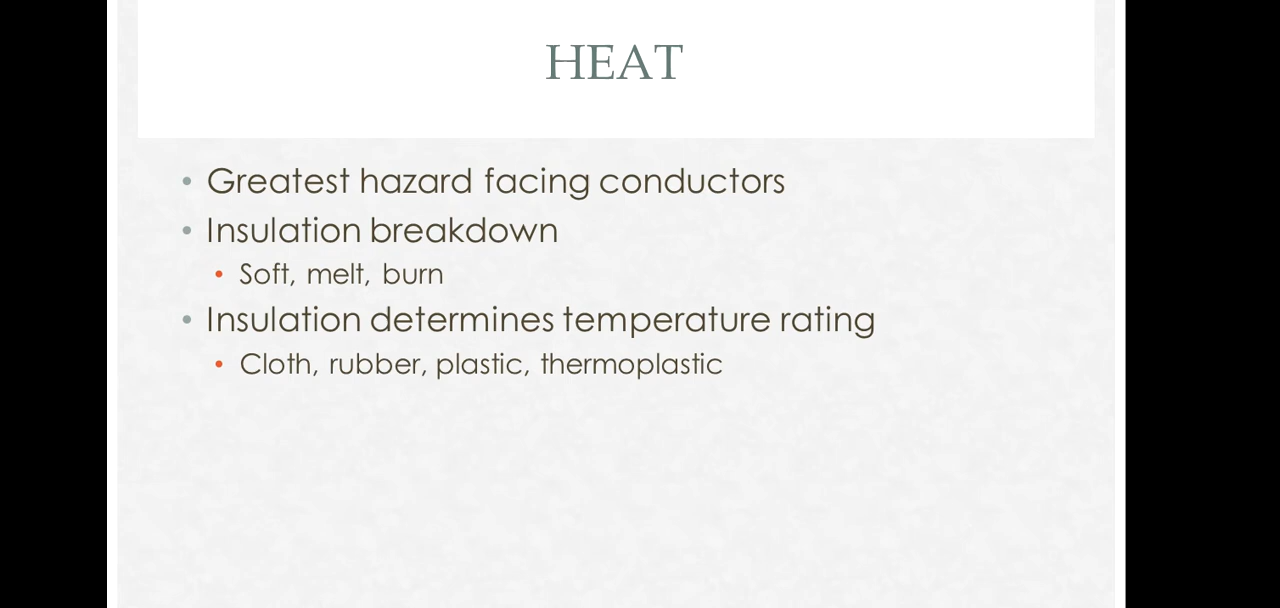 HEAT
• Greatest hazard facing conductors
• Insulation breakdown
• Soft, melt, burn
• Insulation determines temperature rating
• Cloth, rubber, plastic, thermoplastic